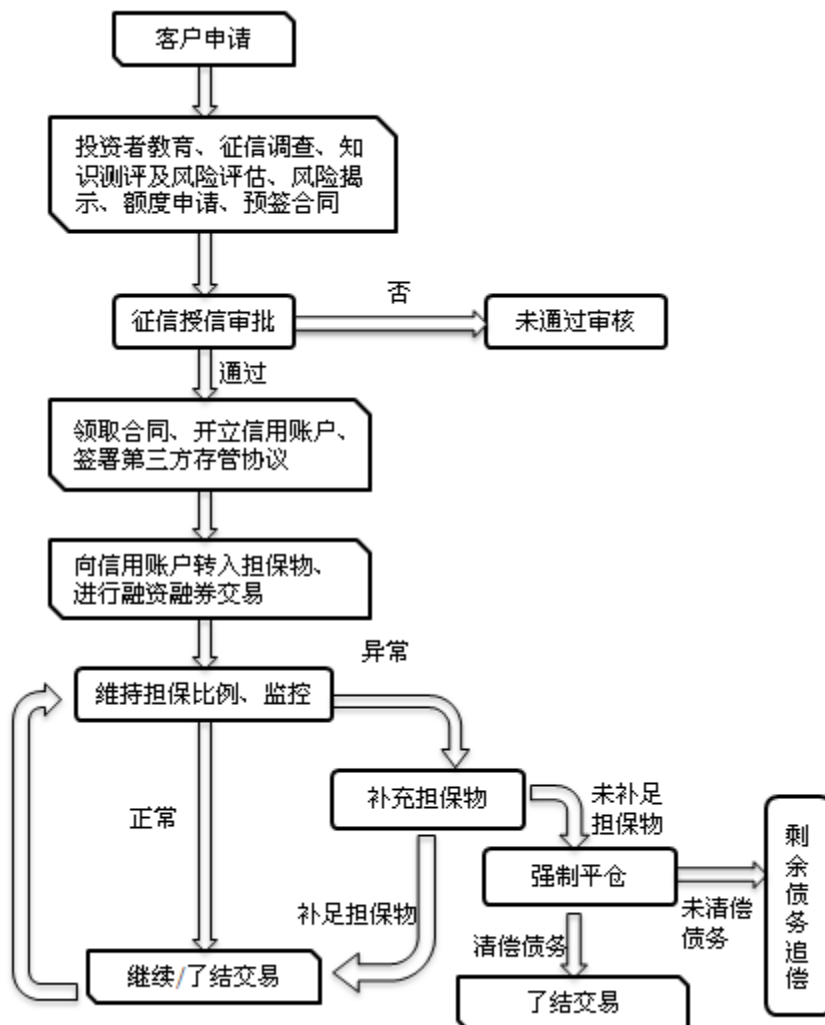 客户申请
投资者教育、征信调查、知
识测评及风险评估、风险揭
示、额度申请、预签合同
否
征信授信审批
未通过审核
通过
领取合同、开立信用账户、
签署第三方存管协议
向信用账户转入担保物、
进行融资融券交易
异常
维持担保比例、监控
正常
补充担保物
未补足
担保物
强制平仓
未清偿
债务
剩余债务追偿
补足担保物
清偿债务
继续/了结交易
了结交易